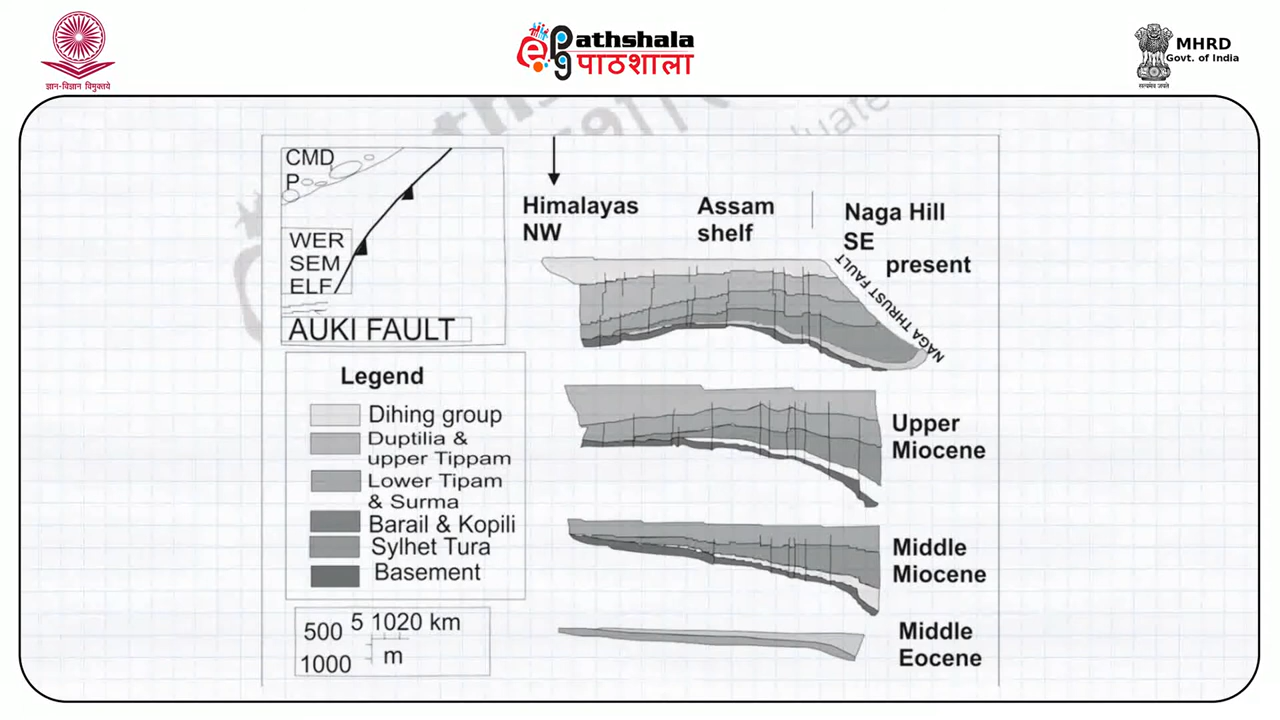 ज्ञान-विज्ञान विमुक्तये
epg Pathshala
पाठशाला
MHRD
Govt. of India
सत्यमेव जयते
CMD
P
WER
SEM
ELF
AUKI FAULT
Himalayas
NW
Assam
shelf
Naga Hill
SE
present
NAGA THRUST FAULT
Legend
Dihing group
Duptilia &
upper Tippam
Lower Tipam
& Surma
Barail & Kopili
Sylhet Tura
Basement
500 5 1020 km
1000 m
Upper
Miocene
Middle
Miocene
Middle
Eocene